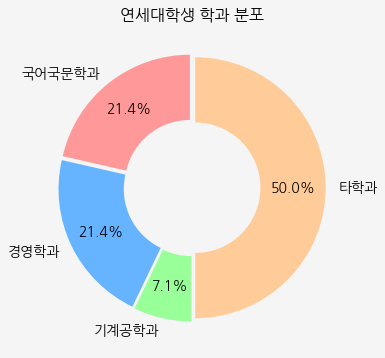 연세대학생 학과 분포
국어국문학과
21.4%
50.0%
타학과
21.4%
경영학과
7.1%
기계공학과